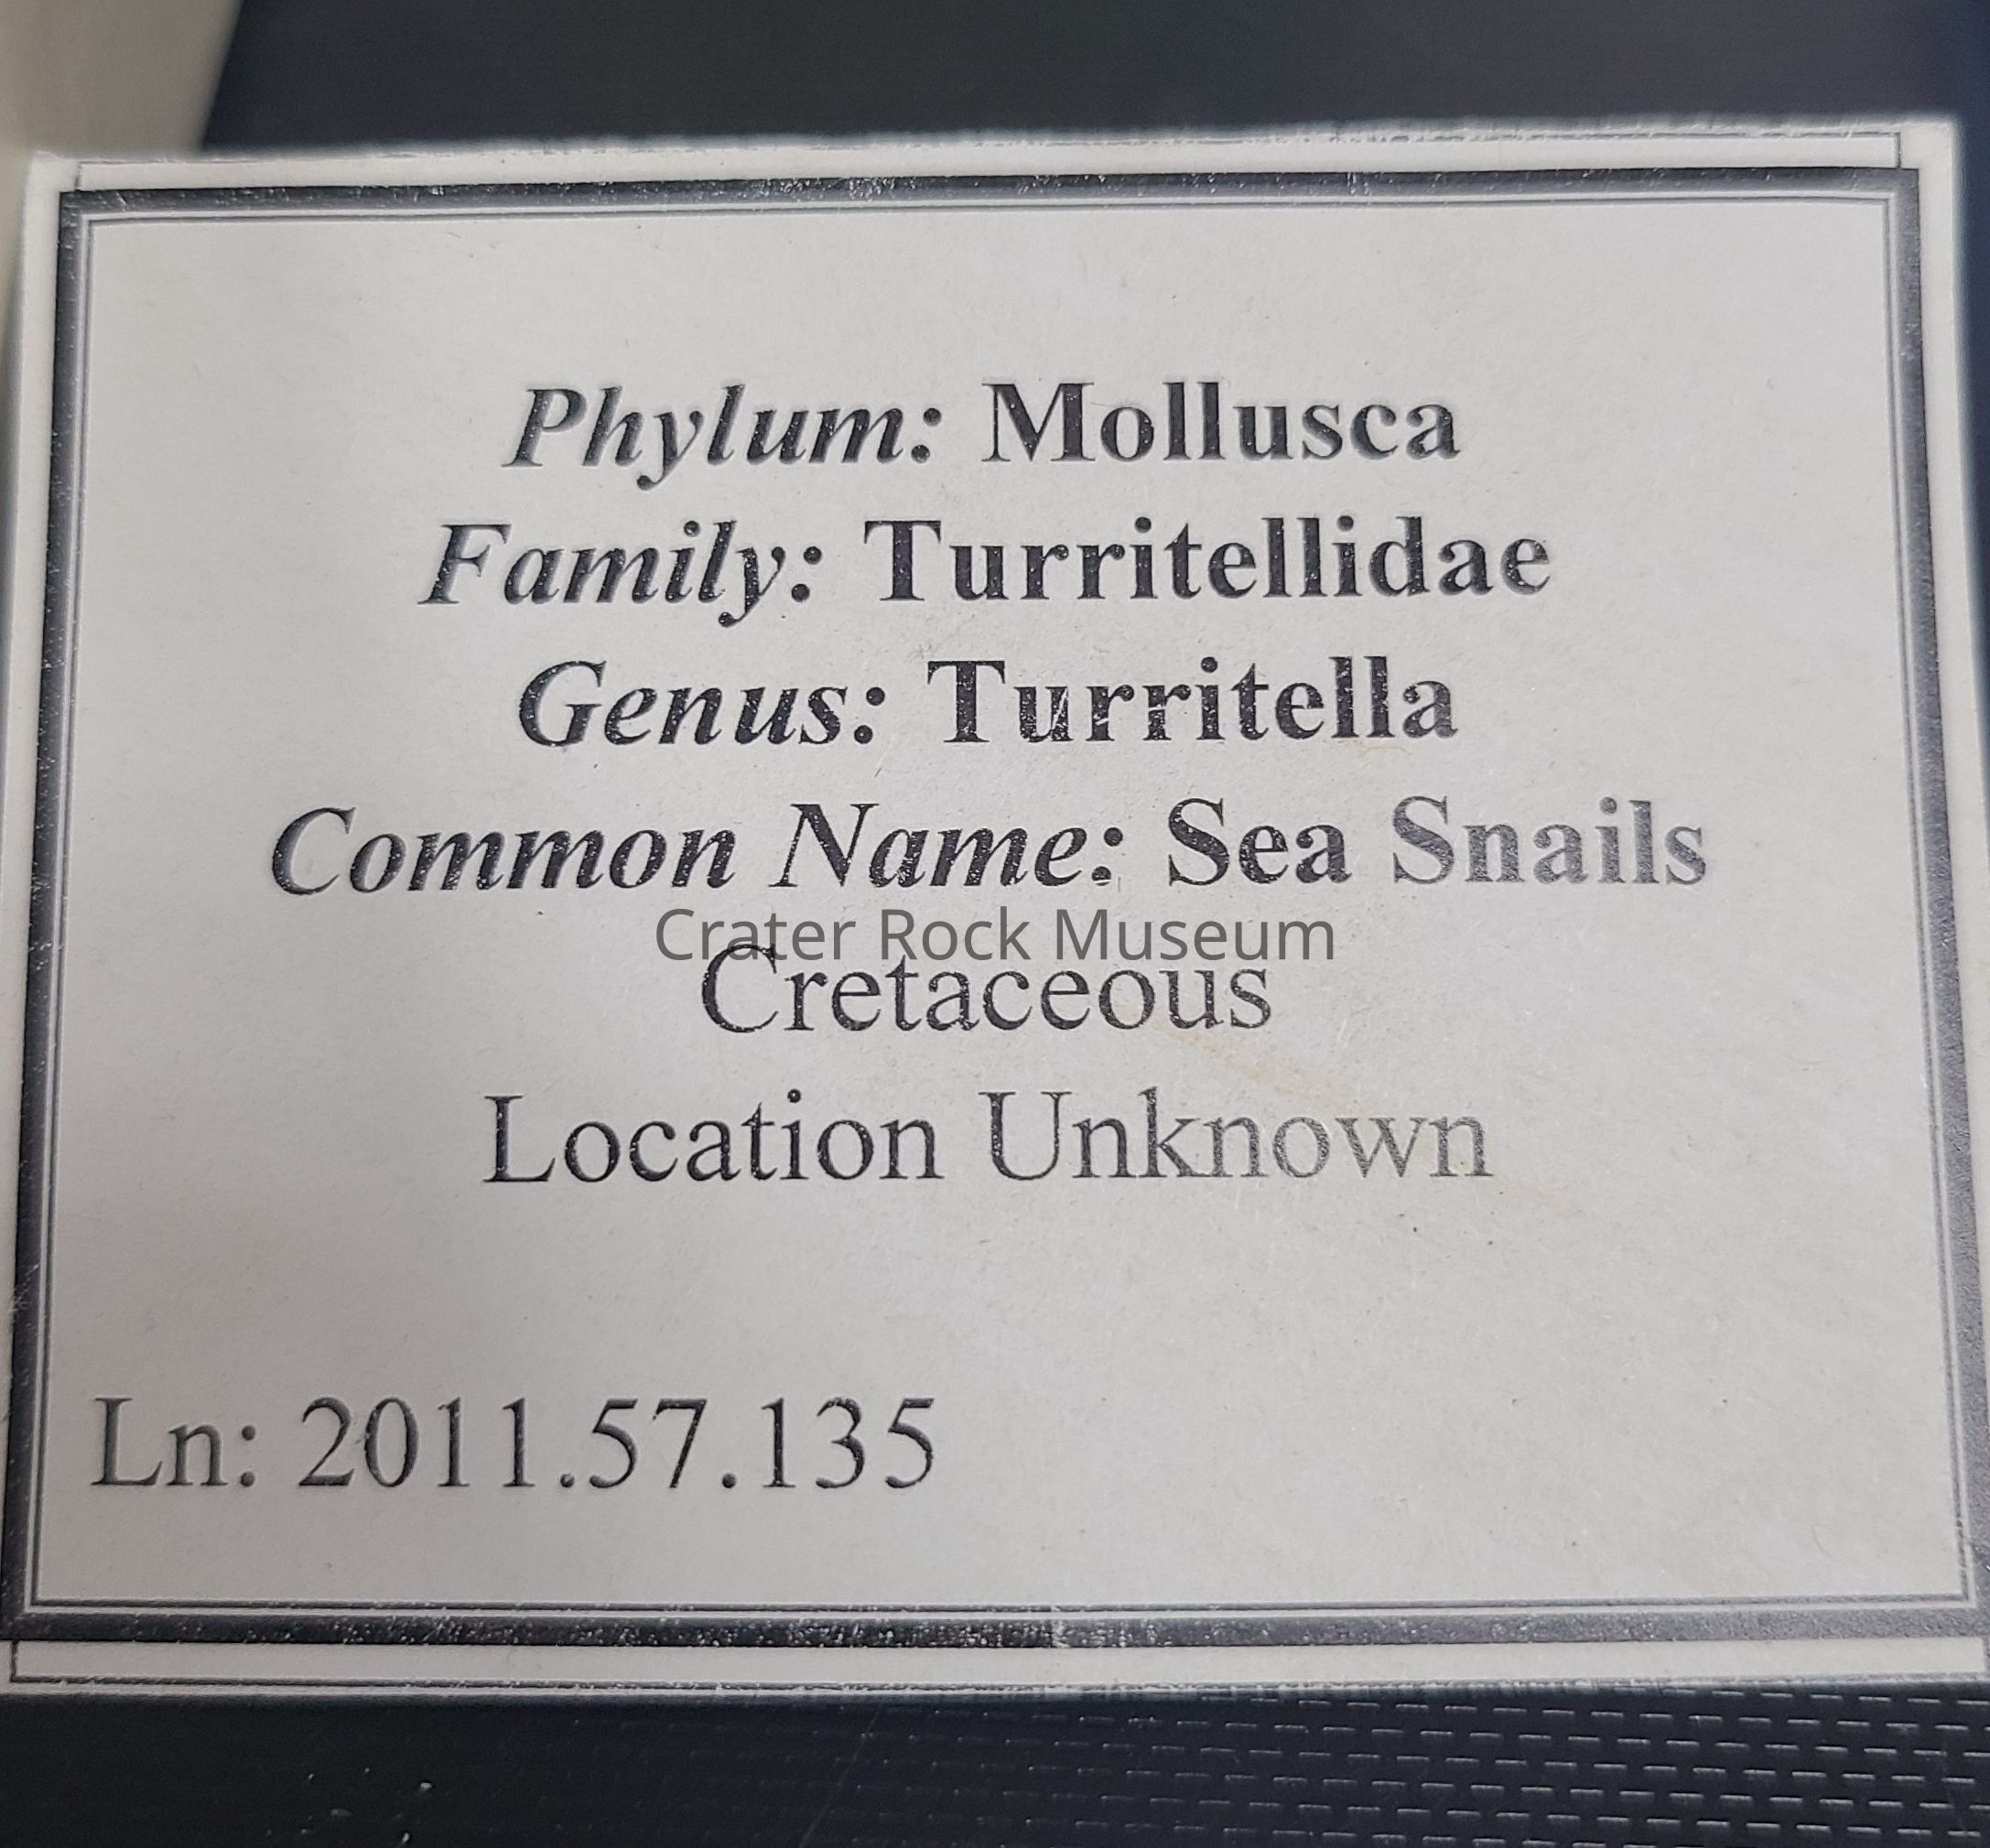 Phylum: Mollusca
Family: Turritellidae
Genus: Turritella
Common Name: Sea Snails
Crater Rock Museum
Cretaceous
Location Unknown
Ln: 2011.57.135